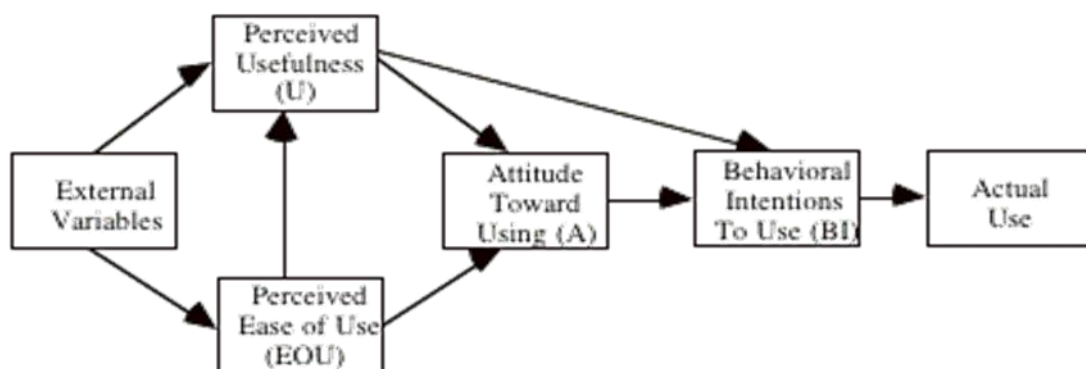 Perceived
Usefulness
(U)
External
Variables
Perceived
Ease of Use
(EOU)
Attitude
Toward
Using (A)
Behavioral
Intentions
To Use (BI)
Actual
Use